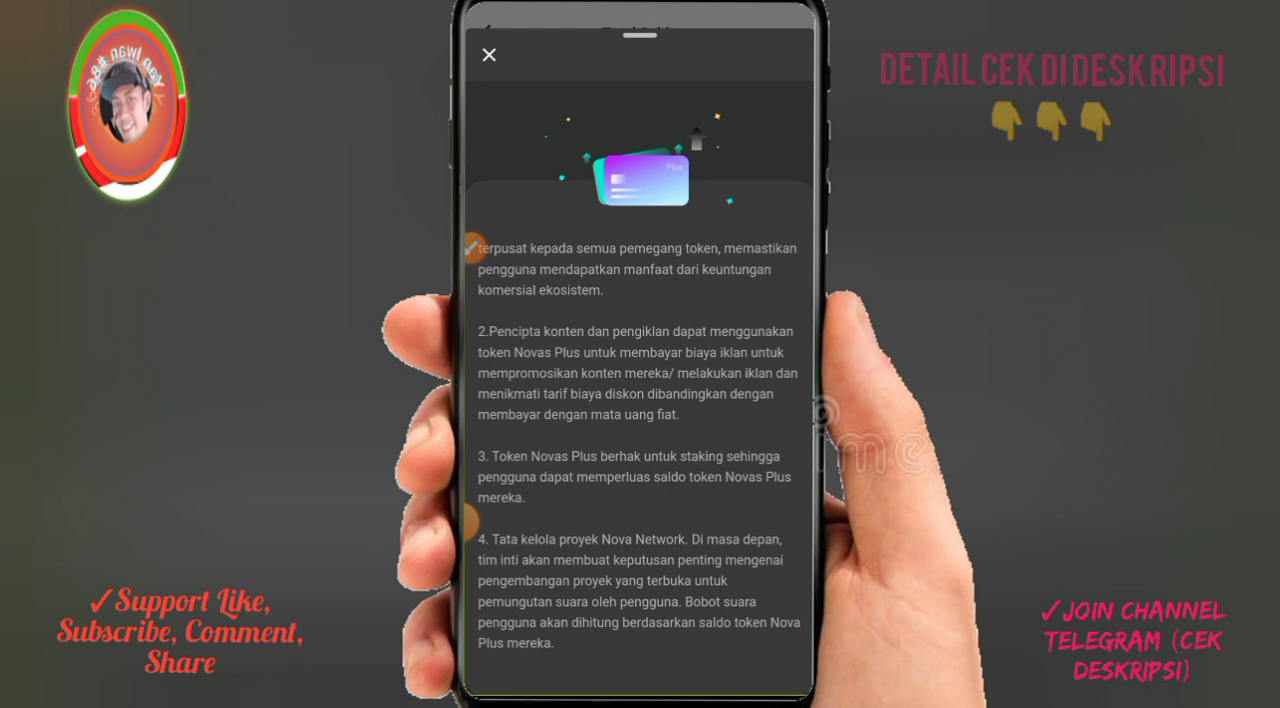 Yan Iwan #86
DETAIL CEK DI DESKRIPSI
Plus
terpusat kepada semua pemegang token, memastikan
pengguna mendapatkan manfaat dari keuntungan
komersial ekosistem.
2.Pencipta konten dan pengiklan dapat menggunakan
token Novas Plus untuk membayar biaya iklan untuk
mempromosikan konten mereka/ melakukan iklan dan
menikmati tarif biaya diskon dibandingkan dengan
membayar dengan mata uang fiat.
3. Token Novas Plus berhak untuk staking sehingga
pengguna dapat memperluas saldo token Novas Plus
mereka.
4. Tata kelola proyek Nova Network. Di masa depan,
tim inti akan membuat keputusan penting mengenai
pengembangan proyek yang terbuka untuk
pemungutan suara oleh pengguna. Bobot suara
pengguna akan dihitung berdasarkan saldo token Nova
Plus mereka.
✓Support Like,
Subscribe, Comment,
Share
✓JOIN CHANNEL
TELEGRAM (CEK
DESKRIPSI)